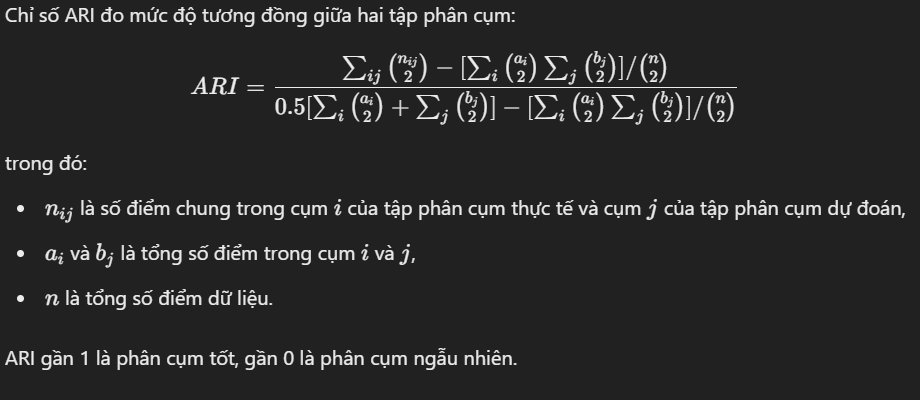 Chỉ số ARI đo mức độ tương đồng giữa hai tập phân cụm:
ARI = \frac{\sum_{ij} \binom{n_{ij}}{2} - [\sum_i \binom{a_i}{2} \sum_j \binom{b_j}{2}]/\binom{n}{2}}{0.5[\sum_i \binom{a_i}{2} + \sum_j \binom{b_j}{2}] - [\sum_i \binom{a_i}{2} \sum_j \binom{b_j}{2}]/\binom{n}{2}}
trong đó:
• n_{ij} là số điểm chung trong cụm i của tập phân cụm thực tế và cụm j của tập phân cụm dự đoán,
• a_i và b_j là tổng số điểm trong cụm i và j,
• n là tổng số điểm dữ liệu.
ARI gần 1 là phân cụm tốt, gần 0 là phân cụm ngẫu nhiên.